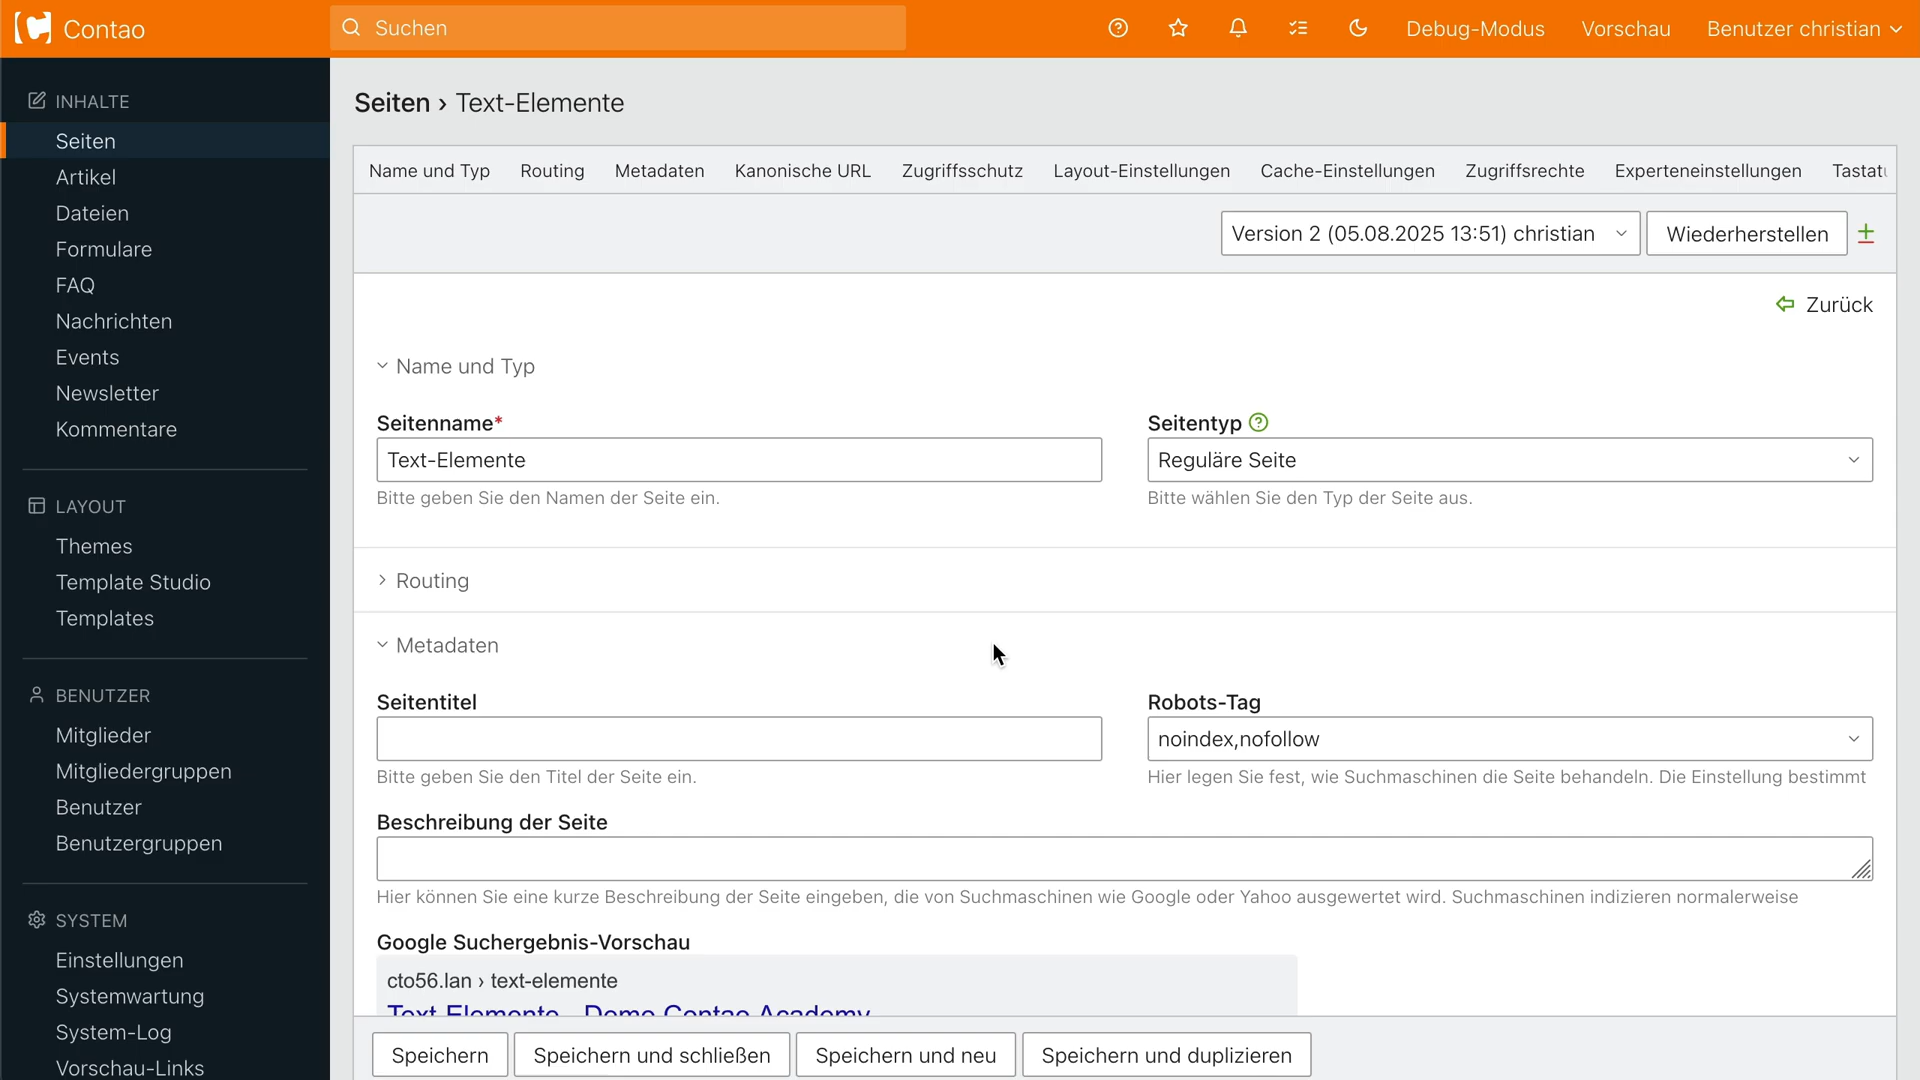 Contao
Suchen
Debug-Modus
Vorschau
Benutzer christian
INHALTE
Seiten
Artikel
Dateien
Formulare
FAQ
Nachrichten
Events
Newsletter
Kommentare
LAYOUT
Themes
Template Studio
Templates
BENUTZER
Mitglieder
Mitgliedergruppen
Benutzer
Benutzergruppen
SYSTEM
Einstellungen
Systemwartung
System-Log
Vorschau-Links
Seiten › Text-Elemente
Name und Typ Routing Metadaten Kanonische URL Zugriffsschutz Layout-Einstellungen Cache-Einstellungen Zugriffsrechte Experteneinstellungen
Version 2 (05.08.2025 13:51) christian Wiederherstellen
Zurück
Name und Typ
Seitenname*
Text-Elemente
Bitte geben Sie den Namen der Seite ein.
Seitentyp
Reguläre Seite
Bitte wählen Sie den Typ der Seite aus.
Routing
Metadaten
Seitentitel
Bitte geben Sie den Titel der Seite ein.
Robots-Tag
noindex,nofollow
Hier legen Sie fest, wie Suchmaschinen die Seite behandeln. Die Einstellung bestimmt
Beschreibung der Seite
Hier können Sie eine kurze Beschreibung der Seite eingeben, die von Suchmaschinen wie Google oder Yahoo ausgewertet wird. Suchmaschinen indizieren normalerweise
Google Suchergebnis-Vorschau
cto56.lan › text-elemente
Text-Elemente - Demo Contao Academy
Speichern Speichern und schließen Speichern und neu Speichern und duplizieren